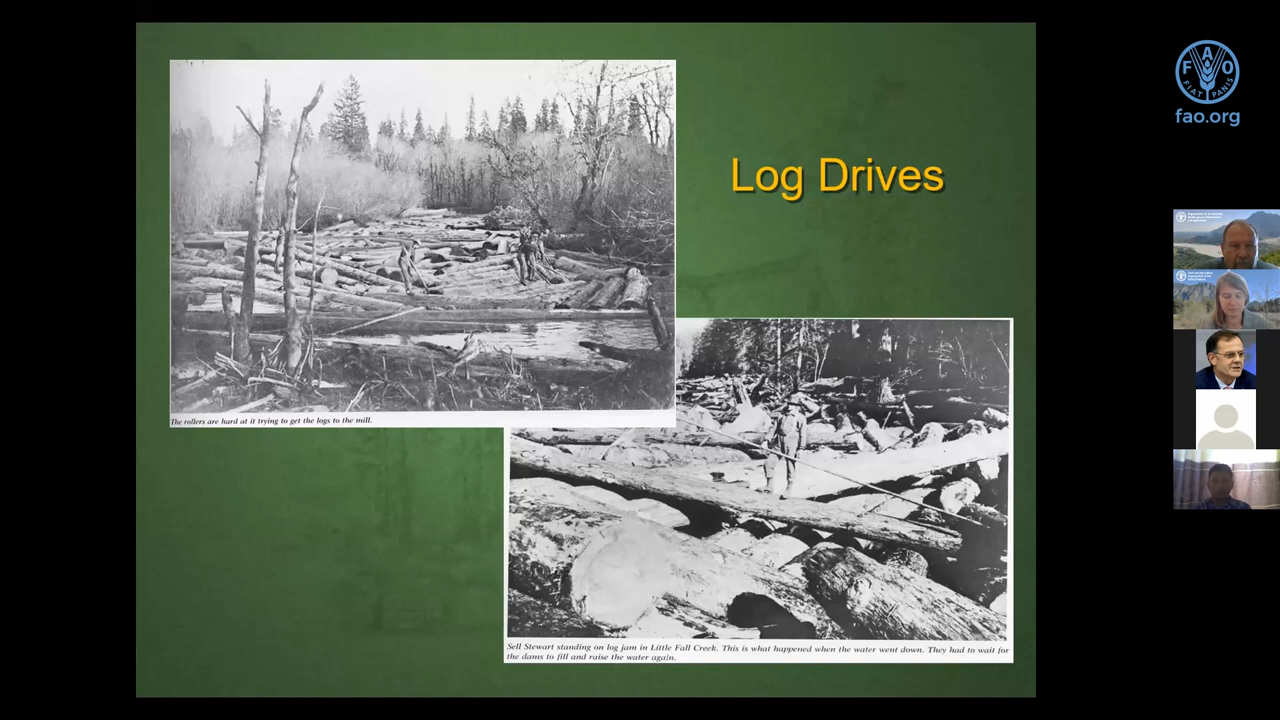 Log Drives
The rollers are hard at it trying to get the logs to the mill.
Sell Stewart standing on log jam in Little Fall Creek. This is what happened when the water went down. They had to wait for
the dams to fill and raise the water again.
F A O
FIAT PANIS
fao.org